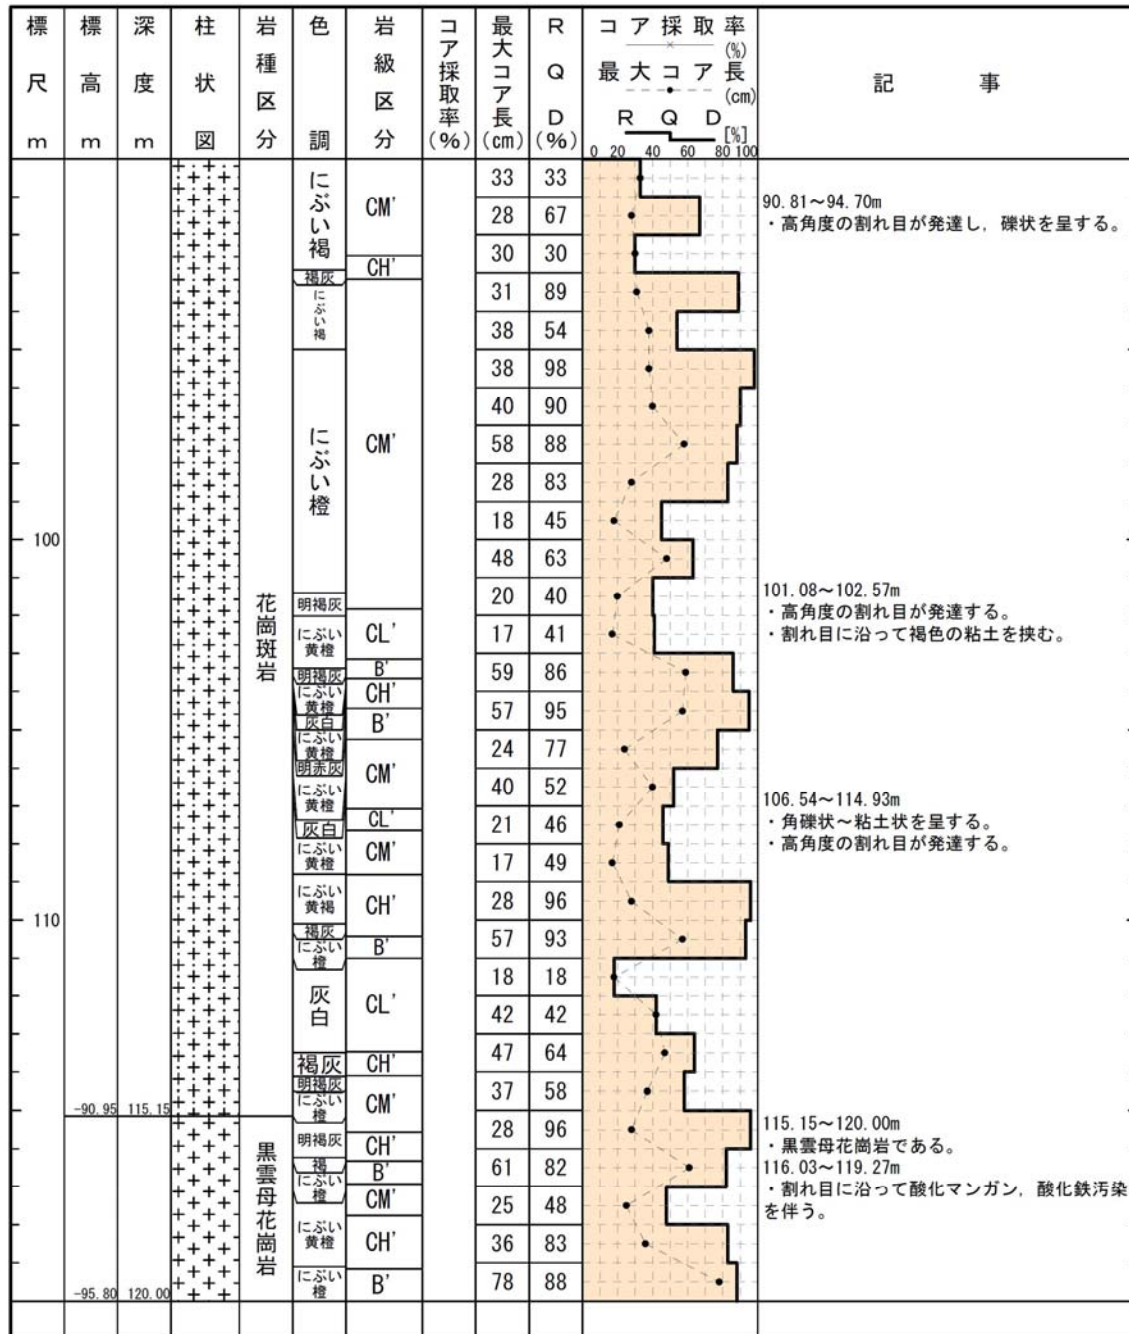 標尺 m
標高 m
深度 m
柱状図
岩種区分
色調
岩級区分
コア採取率(%)
最大コア長(cm)
RQD(%)
コア採取率
(%)
最大コア長
(cm)
RQD
[%]
0 20 40 60 80 100
記事
33 33
28 67
30 30
31 89
38 54
38 98
40 90
58 88
28 83
18 45
48 63
20 40
17 41
59 86
57 95
24 77
40 52
21 46
17 49
28 96
57 93
18 18
42 42
47 64
37 58
28 96
61 82
25 48
36 83
78 88
100
110
-90.95 115.15
-95.80 120.00
花崗斑岩
黒雲母花崗岩
にぶい褐
褐灰
にぶい褐
にぶい橙
明褐灰
にぶい
黄橙
明褐灰
にぶい
黄橙
灰白
にぶい
黄橙
明赤灰
にぶい
黄橙
灰白
にぶい
黄橙
にぶい
黄褐
褐灰
にぶい
橙
灰白
褐灰
明褐灰
にぶい
橙
明褐灰
褐
にぶい
橙
にぶい
黄橙
にぶい
橙
CM'
CH'
CM'
CL'
B'
CH'
B'
CM'
CL'
CM'
CH'
B'
CL'
CH'
CM'
CH'
B'
CM'
CH'
B'
90.81～94.70m
・高角度の割れ目が発達し，礫状を呈する。
101.08～102.57m
・高角度の割れ目が発達する。
・割れ目に沿って褐色の粘土を挟む。
106.54～114.93m
・角礫状～粘土状を呈する。
・高角度の割れ目が発達する。
115.15～120.00m
・黒雲母花崗岩である。
116.03～119.27m
・割れ目に沿って酸化マンガン，酸化鉄汚染
を伴う。